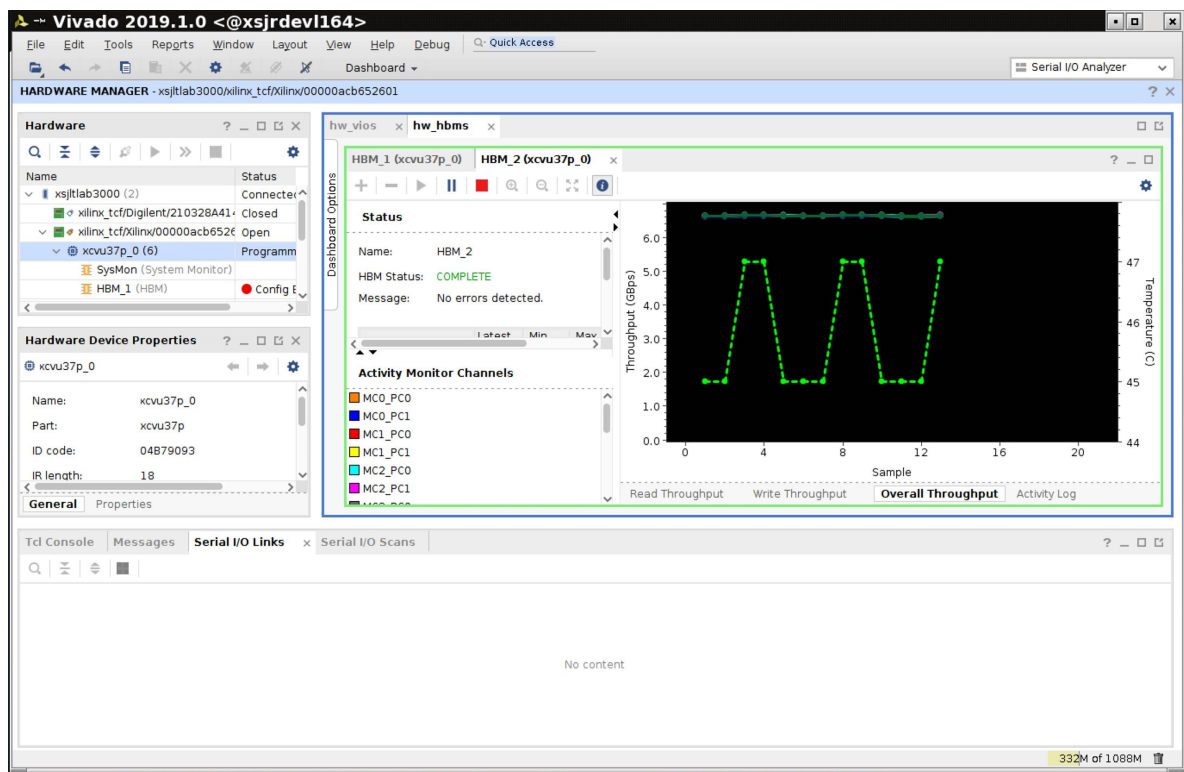 Vivado 2019.1.0 <@xsjrdevl164>
File Edit Tools Reports Window Layout View Help Debug Quick Access
Dashboard Serial I/O Analyzer
HARDWARE MANAGER - xsjltlab3000/xilinx_tcf/Xilinx/00000acb652601
Hardware
Name Status
xsjltlab3000 (2) Connected
xilinx_tcf/Digilent/210328A41 Closed
xilinx_tcf/Xilinx/00000acb6526 Open
xcvu37p_0 (6) Programm
SysMon (System Monitor)
HBM_1 (HBM) Config E
Hardware Device Properties
xcvu37p_0
Name: xcvu37p_0
Part: xcvu37p
ID code: 04B79093
IR length: 18
General Properties
hw_vios hw_hbms
Dashboard Options
HBM_1 (xcvu37p_0) HBM_2 (xcvu37p_0)
Status
Name: HBM_2
HBM Status: COMPLETE
Message: No errors detected.
Latest Min Max
Activity Monitor Channels
MC0_PC0
MC0_PC1
MC1_PC0
MC1_PC1
MC2_PC0
MC2_PC1
Throughput (GBps)
6.0
5.0
4.0
3.0
2.0
1.0
0.0
47
46
45
44
Temperature (C)
0 4 8 12 16 20
Sample
Read Throughput Write Throughput Overall Throughput Activity Log
Tcl Console Messages Serial I/O Links Serial I/O Scans
No content
332M of 1088M